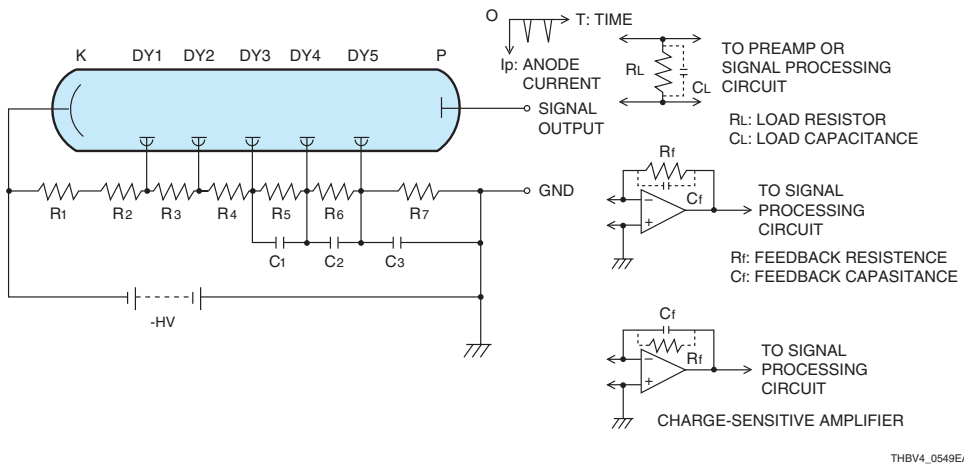 K DY1 DY2 DY3 DY4 DY5 P
O
T: TIME
Ip: ANODE
CURRENT
SIGNAL
OUTPUT
R1 R2 R3 R4 R5 R6 R7
GND
C1 C2 C3
-HV
RL
CL
TO PREAMP OR
SIGNAL PROCESSING
CIRCUIT
RL: LOAD RESISTOR
CL: LOAD CAPACITANCE
Rf
Cf
−
+
TO SIGNAL
PROCESSING
CIRCUIT
Rf: FEEDBACK RESISTENCE
Cf: FEEDBACK CAPASITANCE
Cf
Rf
−
+
TO SIGNAL
PROCESSING
CIRCUIT
CHARGE-SENSITIVE AMPLIFIER